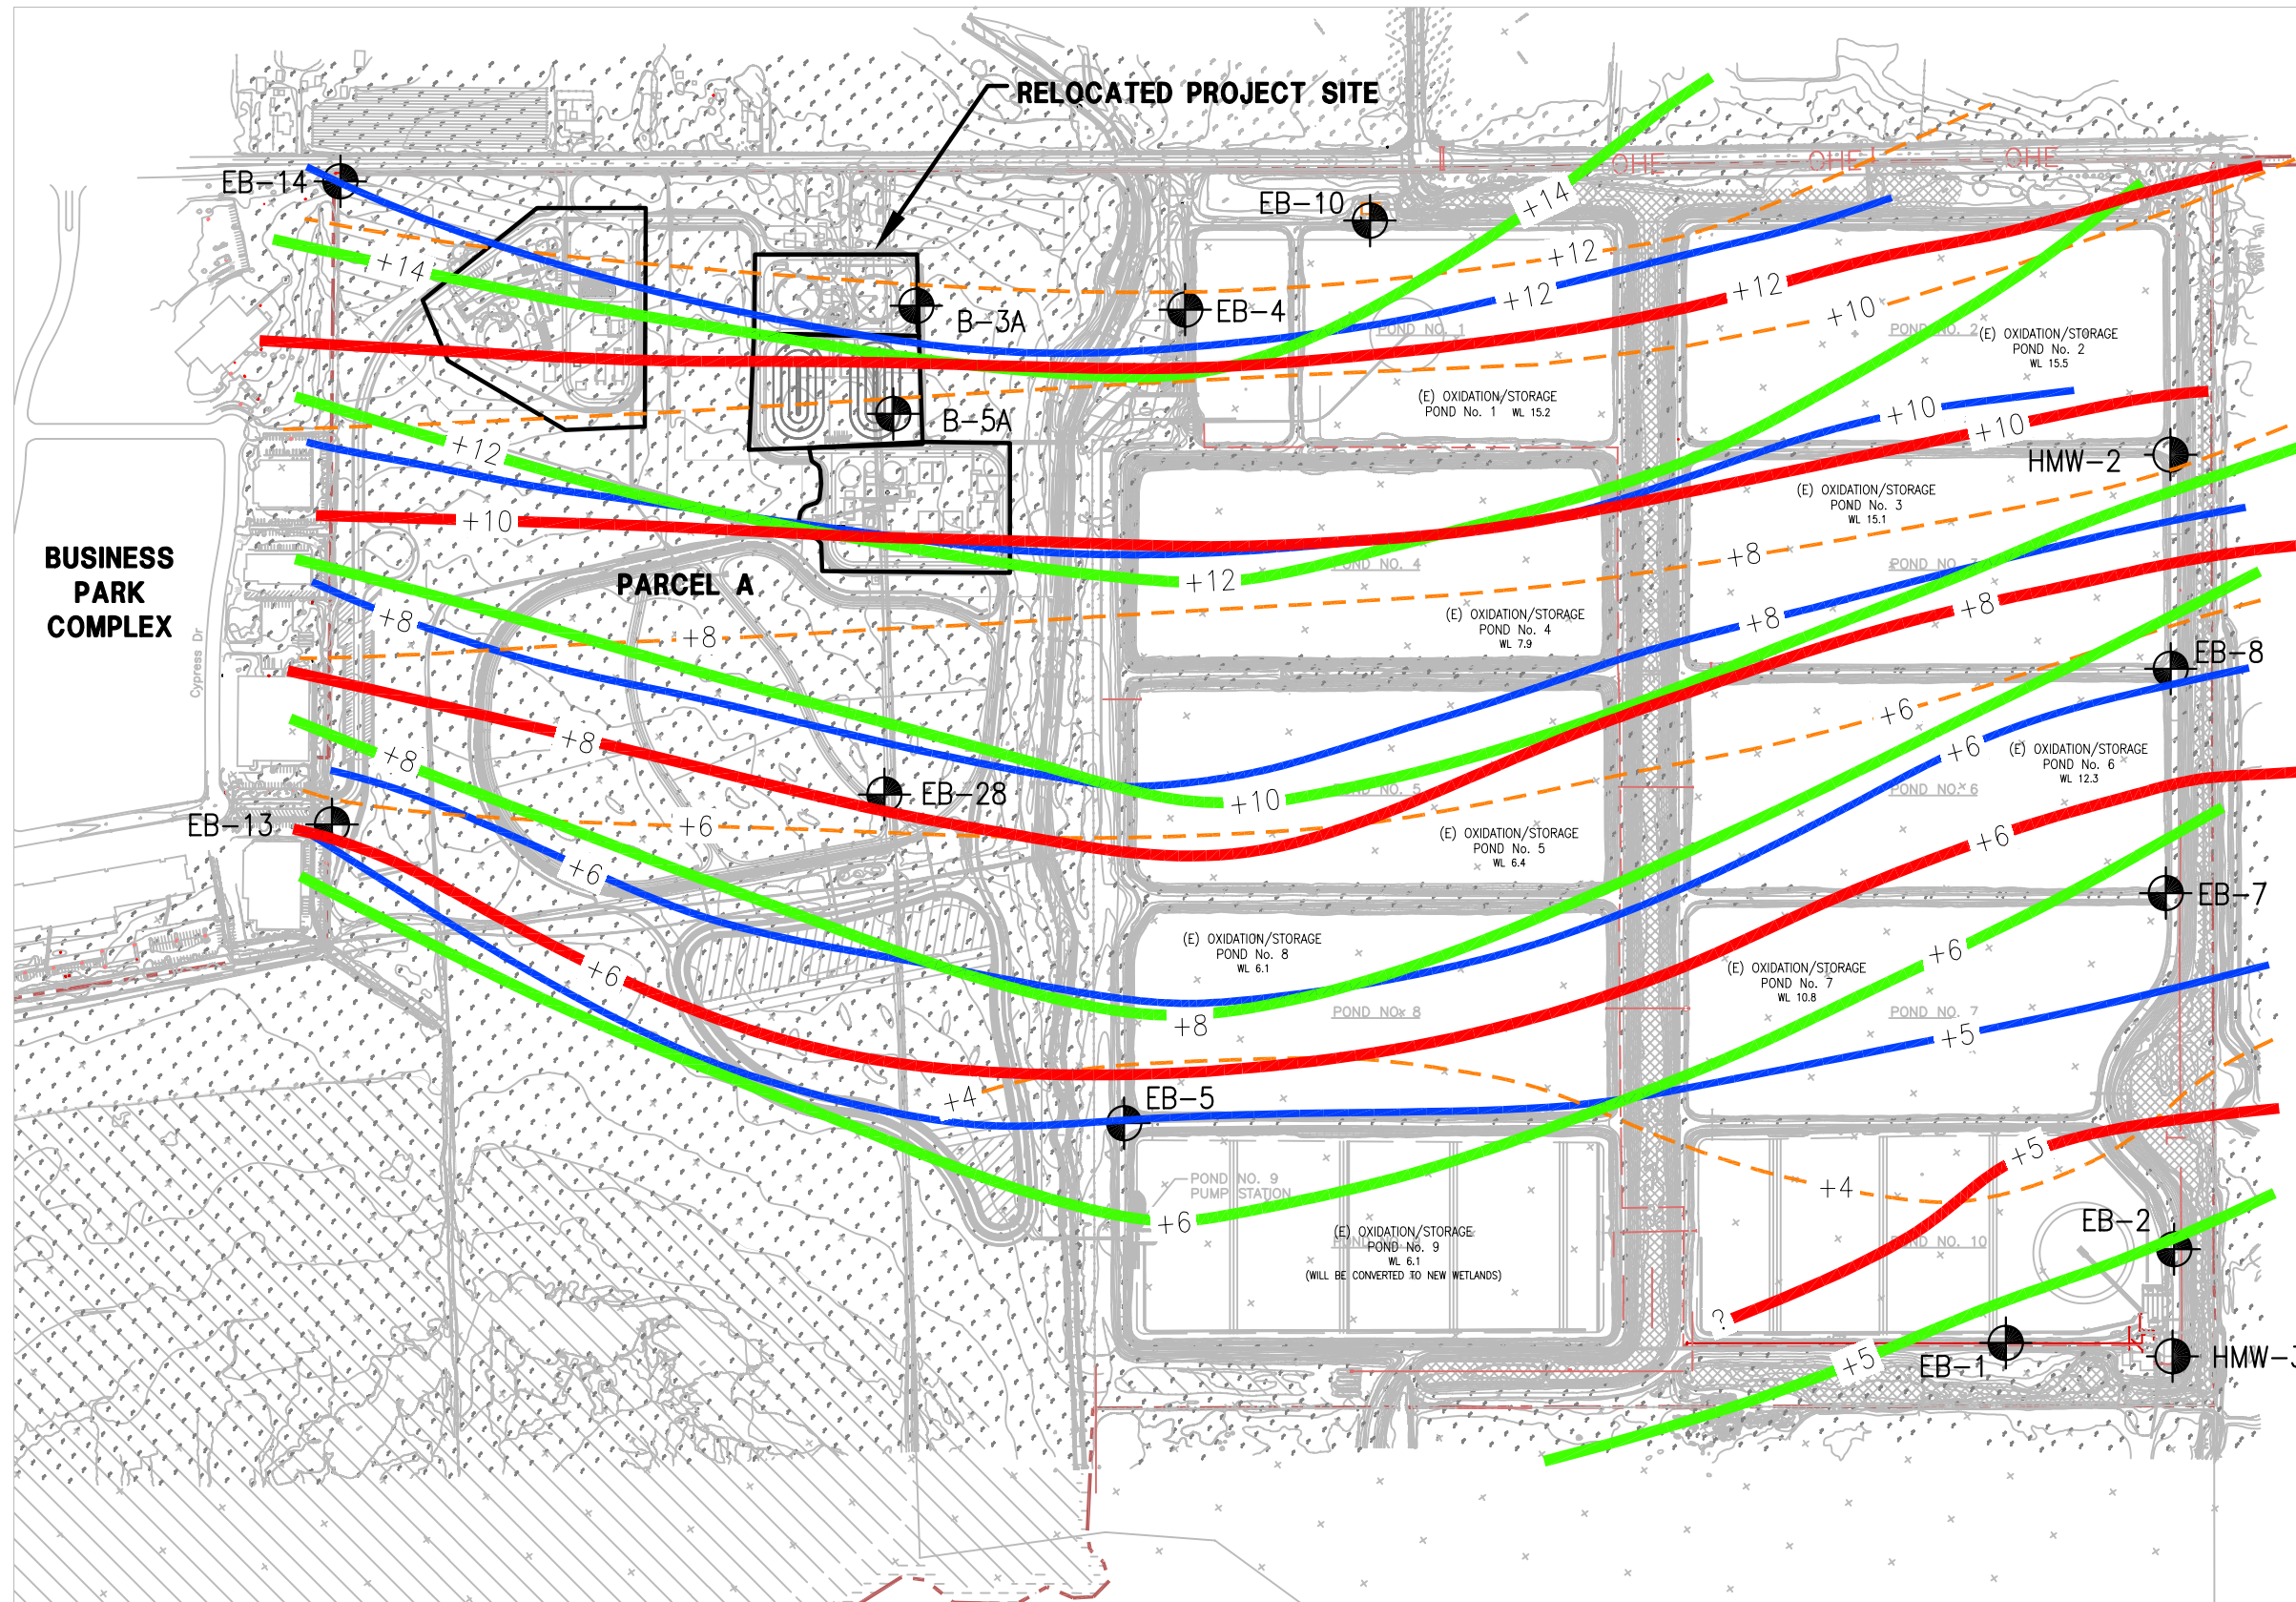 RELOCATED PROJECT SITE
OHE
OHE
OHE
EB-14
+14
EB-10
+14
+12
+12
+12
+10
B-3A
EB-4
POND NO. 1
POND NO. 2
(E) OXIDATION/STORAGE
POND No. 2
WL 15.5
(E) OXIDATION/STORAGE
POND No. 1 WL 15.2
B-5A
+12
+10
+10
HMW-2
+10
(E) OXIDATION/STORAGE
POND No. 3
WL 15.1
BUSINESS
PARK
COMPLEX
PARCEL A
+8
POND NO. 4
+12
+8
+8
+8
+8
(E) OXIDATION/STORAGE
POND No. 4
WL 7.9
Cypress Dr
EB-8
+6
+8
+8
+6
(E) OXIDATION/STORAGE
POND No. 6
WL 12.3
POND NO. 6
EB-28
+10
POND NO. 5
EB-13
+6
(E) OXIDATION/STORAGE
POND No. 5
WL 6.4
+6
+6
EB-7
(E) OXIDATION/STORAGE
POND No. 8
WL 6.1
+6
+6
(E) OXIDATION/STORAGE
POND No. 7
WL 10.8
POND NO. 8
+8
POND NO. 7
+5
+4
EB-5
+5
POND NO. 9
PUMP STATION
+4
+6
EB-2
(E) OXIDATION/STORAGE
POND No. 9
WL 6.1
(WILL BE CONVERTED TO NEW WETLANDS)
POND NO. 10
?
+5
EB-1
HMW-3